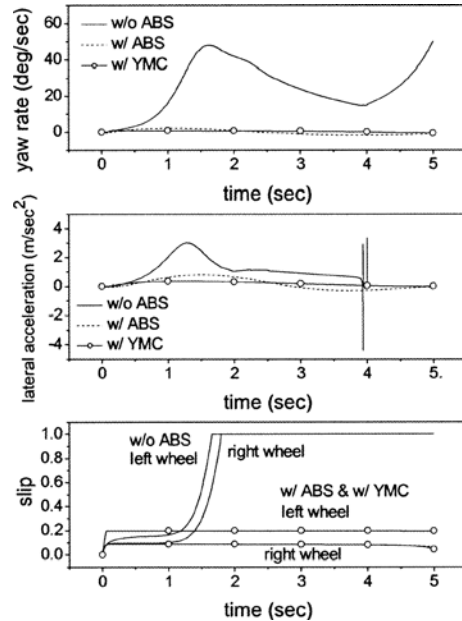 60
40
20
0
yaw rate (deg/sec)
w/o ABS
w/ ABS
w/ YMC
0 1 2 3 4 5
time (sec)
4
2
0
-2
-4
lateral acceleration (m/sec²)
w/o ABS
w/ ABS
w/ YMC
0 1 2 3 4 5.
time (sec)
1.0
0.8
0.6
0.4
0.2
0.0
slip
w/o ABS
left wheel
right wheel
w/ ABS & w/ YMC
left wheel
right wheel
0 1 2 3 4 5
time (sec)